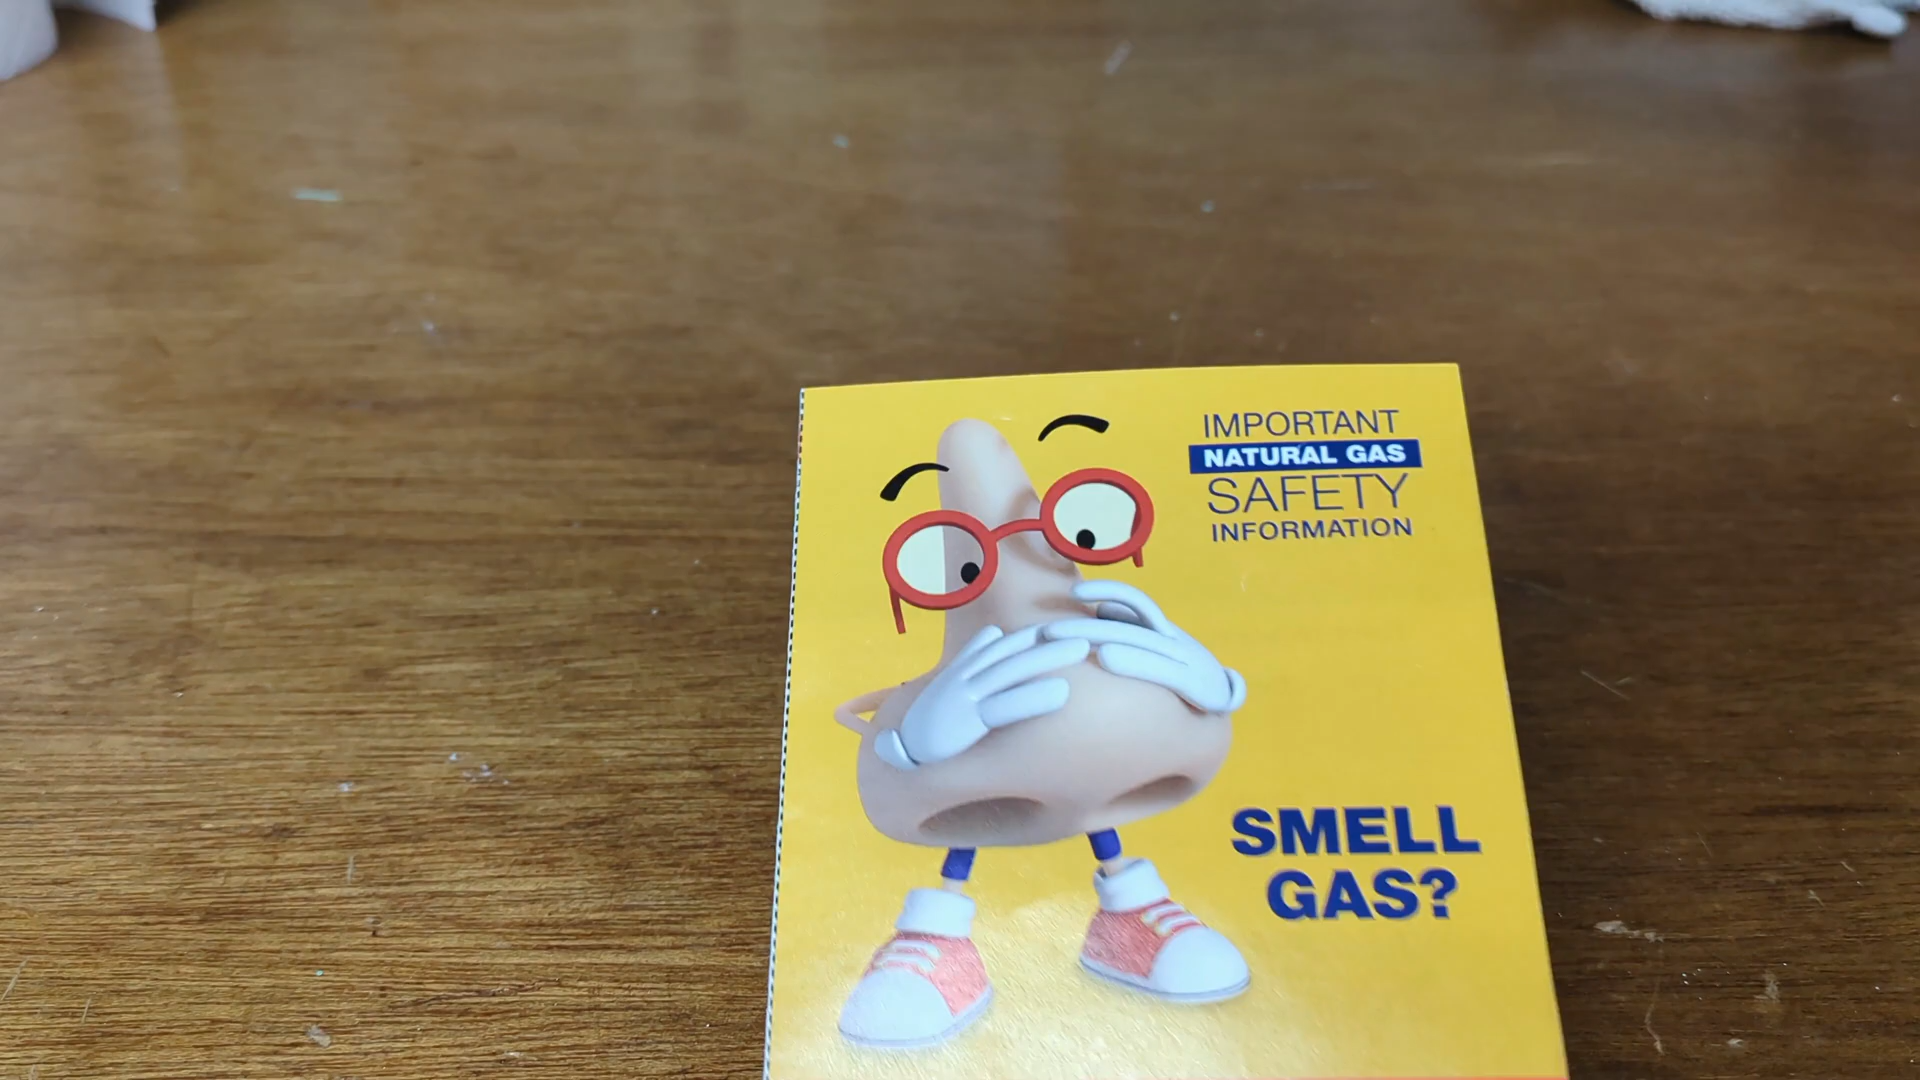 IMPORTANT
NATURAL GAS
SAFETY
INFORMATION
SMELL
GAS?